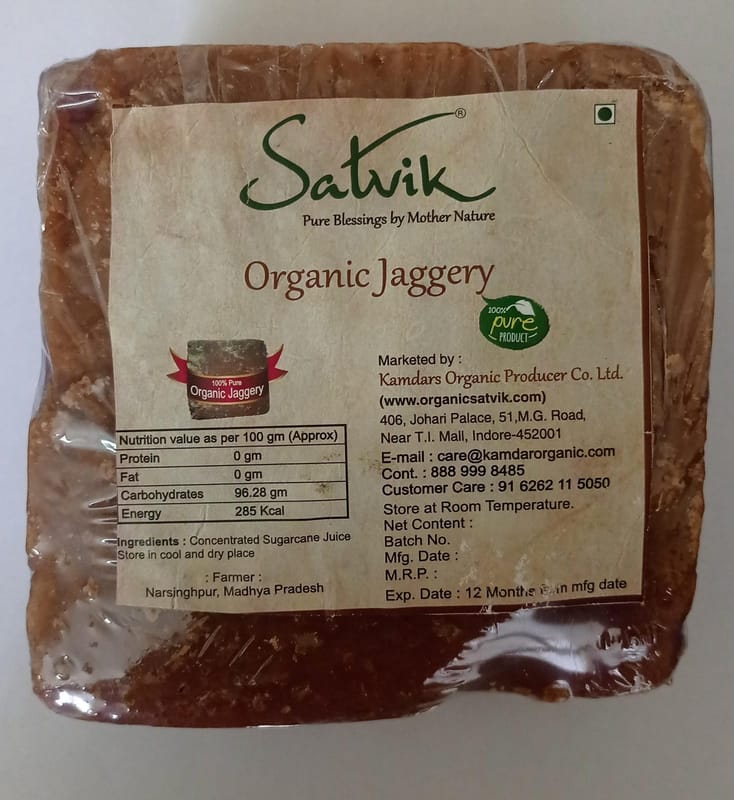 Satvik®
Pure Blessings by Mother Nature
Organic Jaggery
100%
pure
PRODUCT
100% Pure
Organic Jaggery
Nutrition value as per 100 gm (Approx)
Protein 0 gm
Fat 0 gm
Carbohydrates 96.28 gm
Energy 285 Kcal
Ingredients : Concentrated Sugarcane Juice
Store in cool and dry place
: Farmer :
Narsinghpur, Madhya Pradesh
Marketed by :
Kamdars Organic Producer Co. Ltd.
(www.organicsatvik.com)
406, Johari Palace, 51,M.G. Road,
Near T.I. Mall, Indore-452001
E-mail : care@kamdarorganic.com
Cont. : 888 999 8485
Customer Care : 91 6262 11 5050
Store at Room Temperature.
Net Content :
Batch No.
Mfg. Date :
M.R.P. :
Exp. Date : 12 Months mfg date